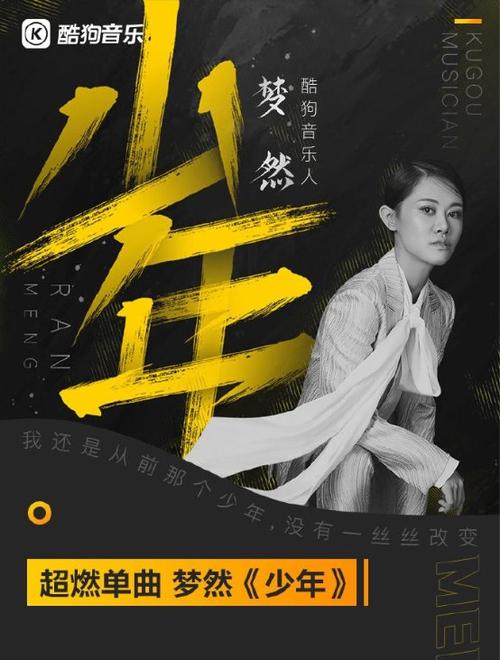 酷狗音乐
少年
梦然
酷狗音乐人
KUGOU
MUSICIAN
RAN
MENG
我还是从前那个少年,没有一丝丝改变
超燃单曲 梦然《少年》
MEN